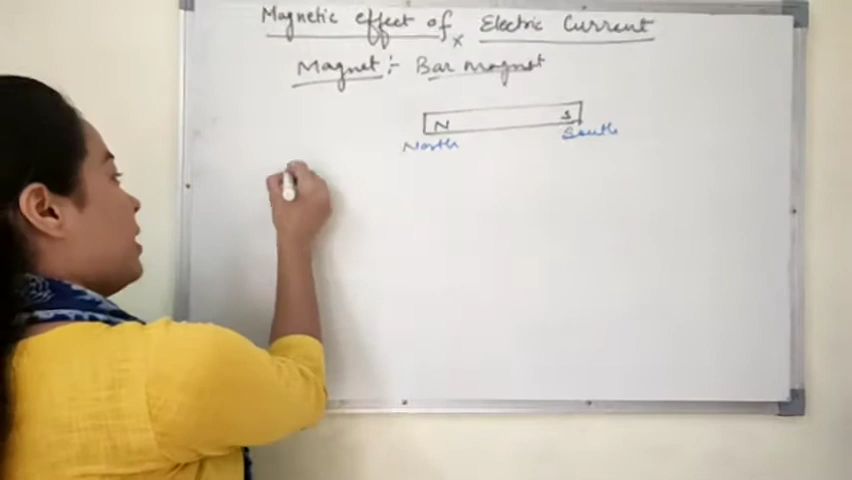 Magnetic effect of Electric Current
Magnet :- Bar magnet
N S
North South